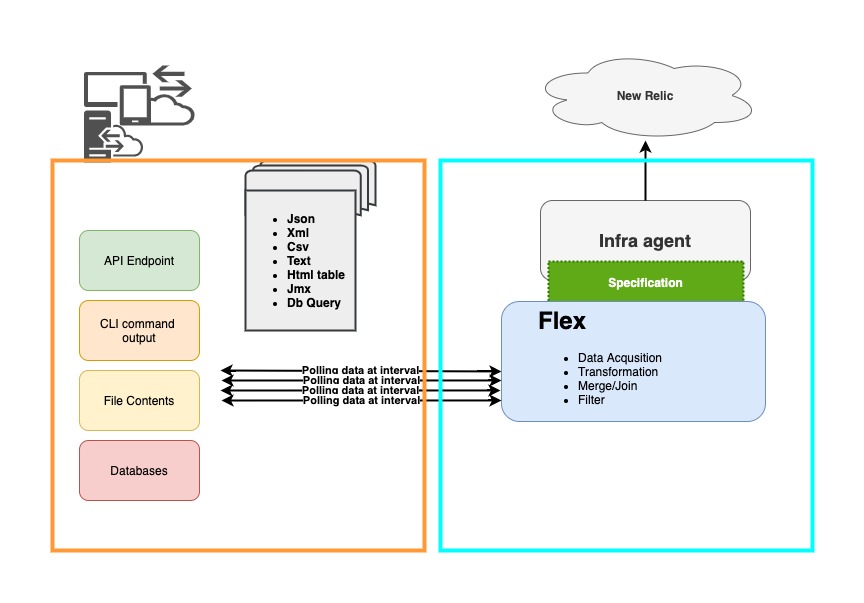 New Relic
Json
Xml
Csv
Text
Html table
Jmx
Db Query
API Endpoint
CLI command
output
File Contents
Databases
Polling data at interval
Polling data at interval
Polling data at interval
Polling data at interval
Infra agent
Specification
Flex
Data Acqusition
Transformation
Merge/Join
Filter